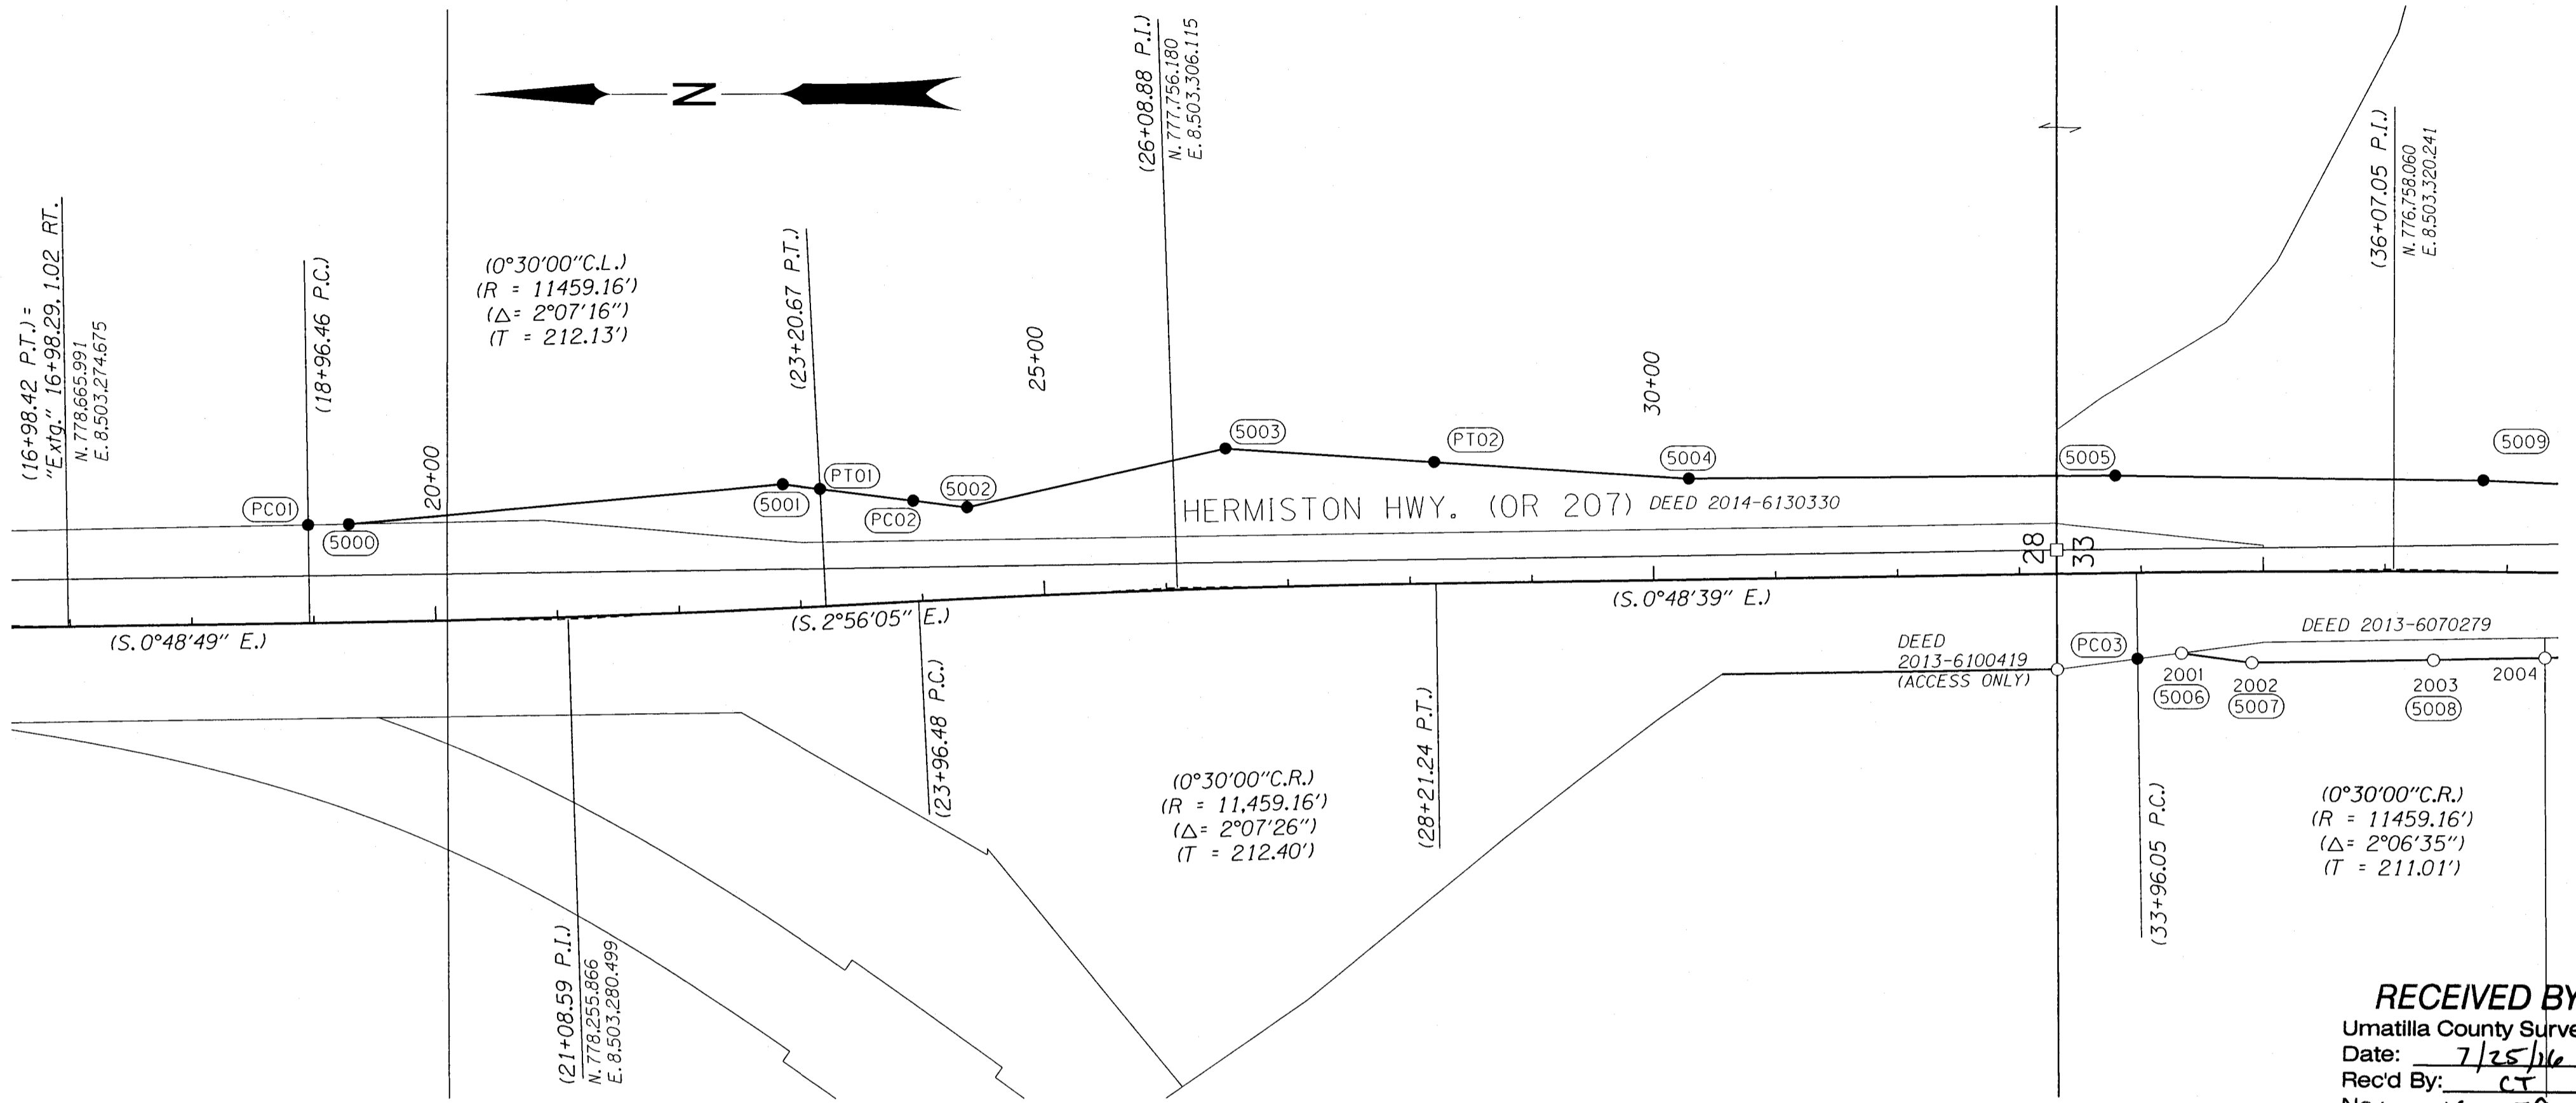 (16+98.42 P.T.) =
"Extg." 16+98.29, 1.02 RT.
N. 778,665.991
E. 8,503,274.675
(18+96.46 P.C.)
PC01
5000
20+00
(0°30'00"C.L.)
(R = 11459.16')
(Δ= 2°07'16")
(T = 212.13')
N
(23+20.67 P.T.)
5001
PT01
PC02
5002
25+00
(26+08.88 P.I.)
N. 777,756.180
E. 8,503,306.115
5003
PT02
30+00
5004
HERMISTON HWY. (OR 207) DEED 2014-6130330
5005
28
33
(36+07.05 P.I.)
N. 776,758.060
E. 8,503,320.241
5009
(S. 0°48'49" E.)
(S. 2°56'05" E.)
(S. 0°48'39" E.)
(21+08.59 P.I.)
N. 778,255.866
E. 8,503,280.499
(23+96.48 P.C.)
(0°30'00"C.R.)
(R = 11,459.16')
(Δ= 2°07'26")
(T = 212.40')
(28+21.24 P.T.)
DEED
2013-6100419
(ACCESS ONLY)
PC03
DEED 2013-6070279
2001
5006
2002
5007
2003
5008
2004
(33+96.05 P.C.)
(0°30'00"C.R.)
(R = 11459.16')
(Δ= 2°06'35")
(T = 211.01')
RECEIVED BY
Umatilla County Surve
Date: 7/25/16
Rec'd By: CT